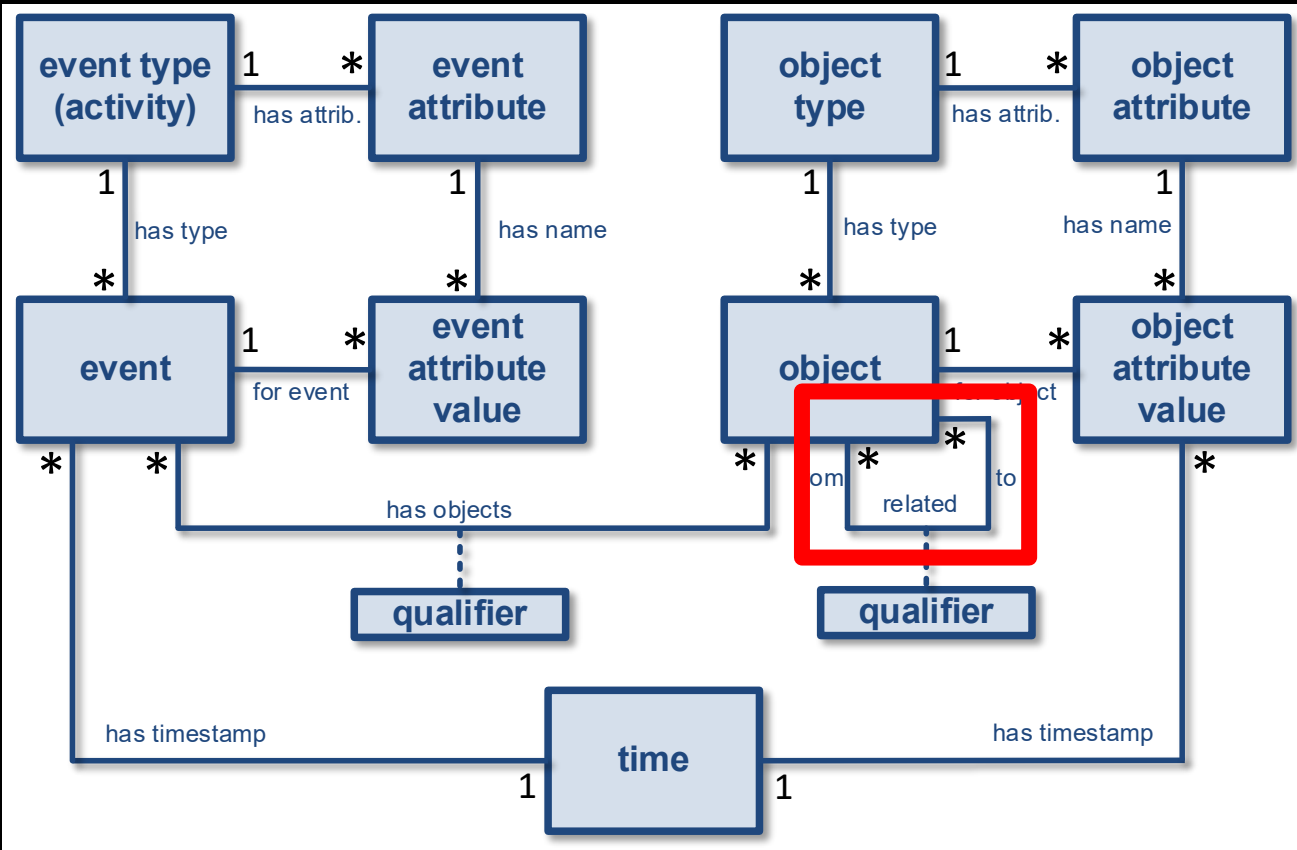 event type
(activity)
1
*
has attrib.
event
attribute
object
type
1
*
has attrib.
object
attribute
1
has type
*
1
has name
*
1
has type
*
1
has name
*
event
1
*
for event
event
attribute
value
object
1
*
object
attribute
value
*
*
has objects
*
*
*
om
to
related
*
qualifier
qualifier
has timestamp
1
time
1
has timestamp